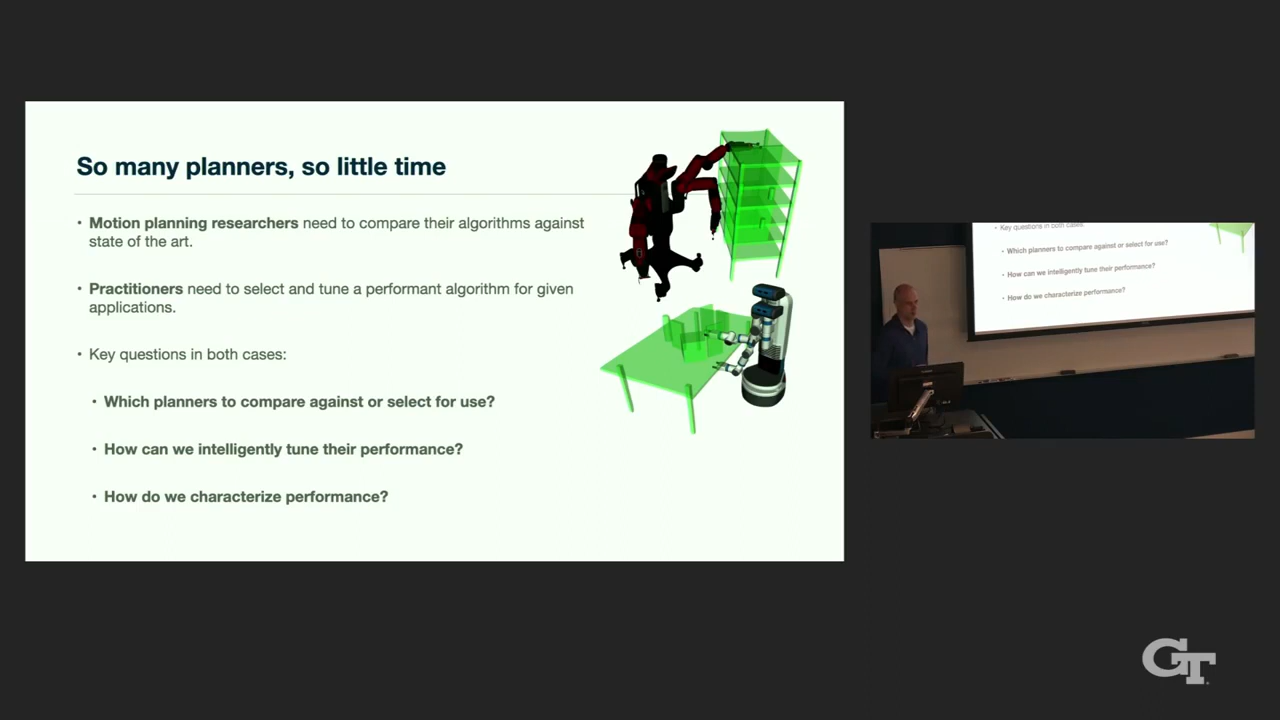 So many planners, so little time
• Motion planning researchers need to compare their algorithms against
state of the art.
• Practitioners need to select and tune a performant algorithm for given
applications.
• Key questions in both cases:
• Which planners to compare against or select for use?
• How can we intelligently tune their performance?
• How do we characterize performance?
• Key questions in both cases:
• Which planners to compare against or select for use?
• How can we intelligently tune their performance?
• How do we characterize performance?
GT